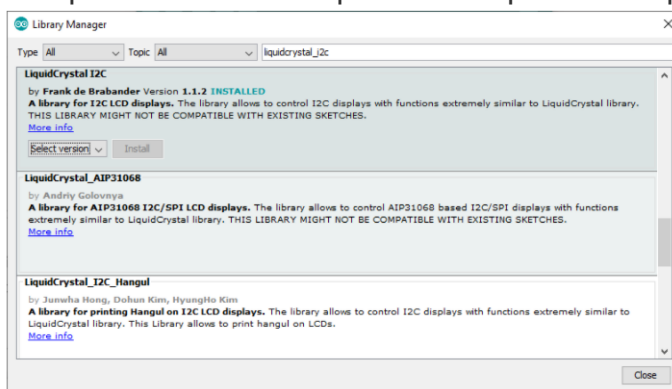 Library Manager
Type All Topic All liquidcrystal_i2c
LiquidCrystal I2C
by Frank de Brabander Version 1.1.2 INSTALLED
A library for I2C LCD displays. The library allows to control I2C displays with functions extremely similar to LiquidCrystal library.
THIS LIBRARY MIGHT NOT BE COMPATIBLE WITH EXISTING SKETCHES.
More info
Select version Install
LiquidCrystal_AIP31068
by Andriy Golovnya
A library for AIP31068 I2C/SPI LCD displays. The library allows to control AIP31068 based I2C/SPI displays with functions
extremely similar to LiquidCrystal library. THIS LIBRARY MIGHT NOT BE COMPATIBLE WITH EXISTING SKETCHES.
More info
LiquidCrystal_I2C_Hangul
by Junwha Hong, Dohun Kim, HyungHo Kim
A library for printing Hangul on I2C LCD displays. The library allows to control I2C displays with functions extremely similar to
LiquidCrystal library. This Library allows to print hangul on LCDs.
More info
Close